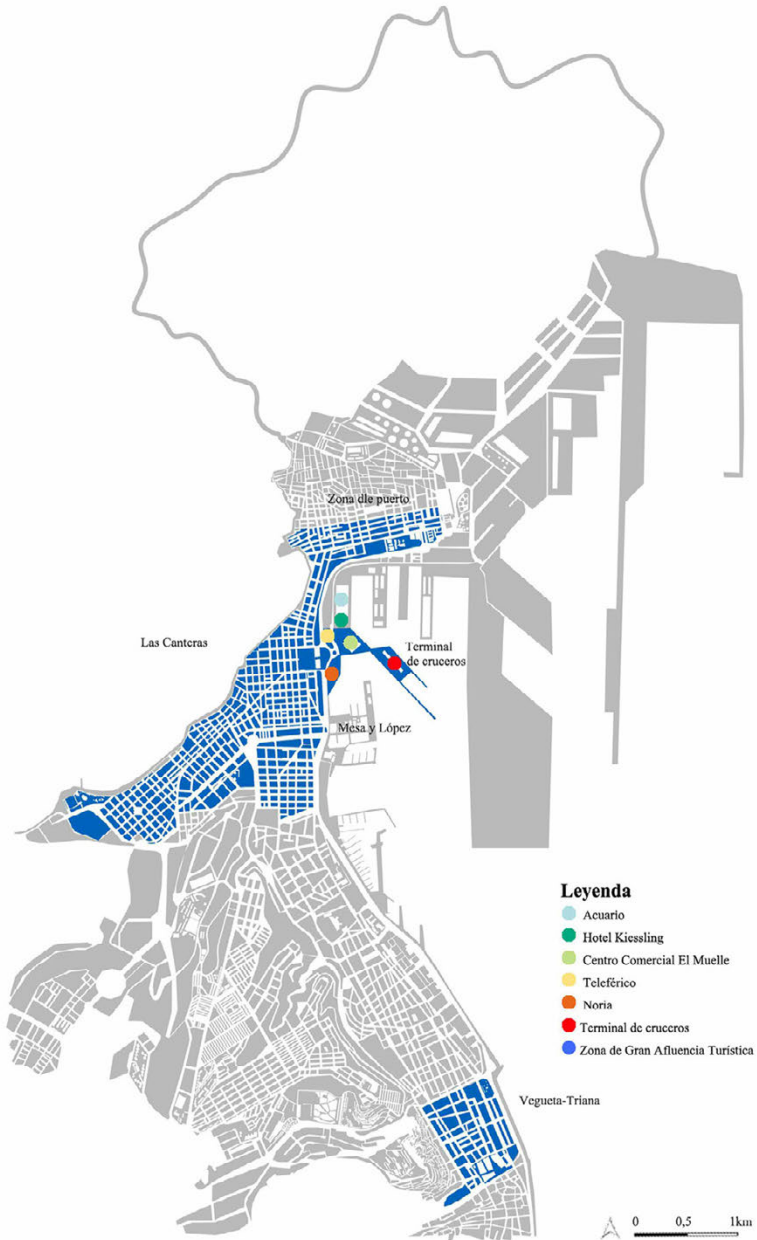 Zona dle puerto
Las Canteras
Terminal
de cruceros
Mesa y López
Leyenda
Acuario
Hotel Kiessling
Centro Comercial El Muelle
Teleférico
Noria
Terminal de cruceros
Zona de Gran Afluencia Turística
Vegueta-Triana
0 0,5 1km